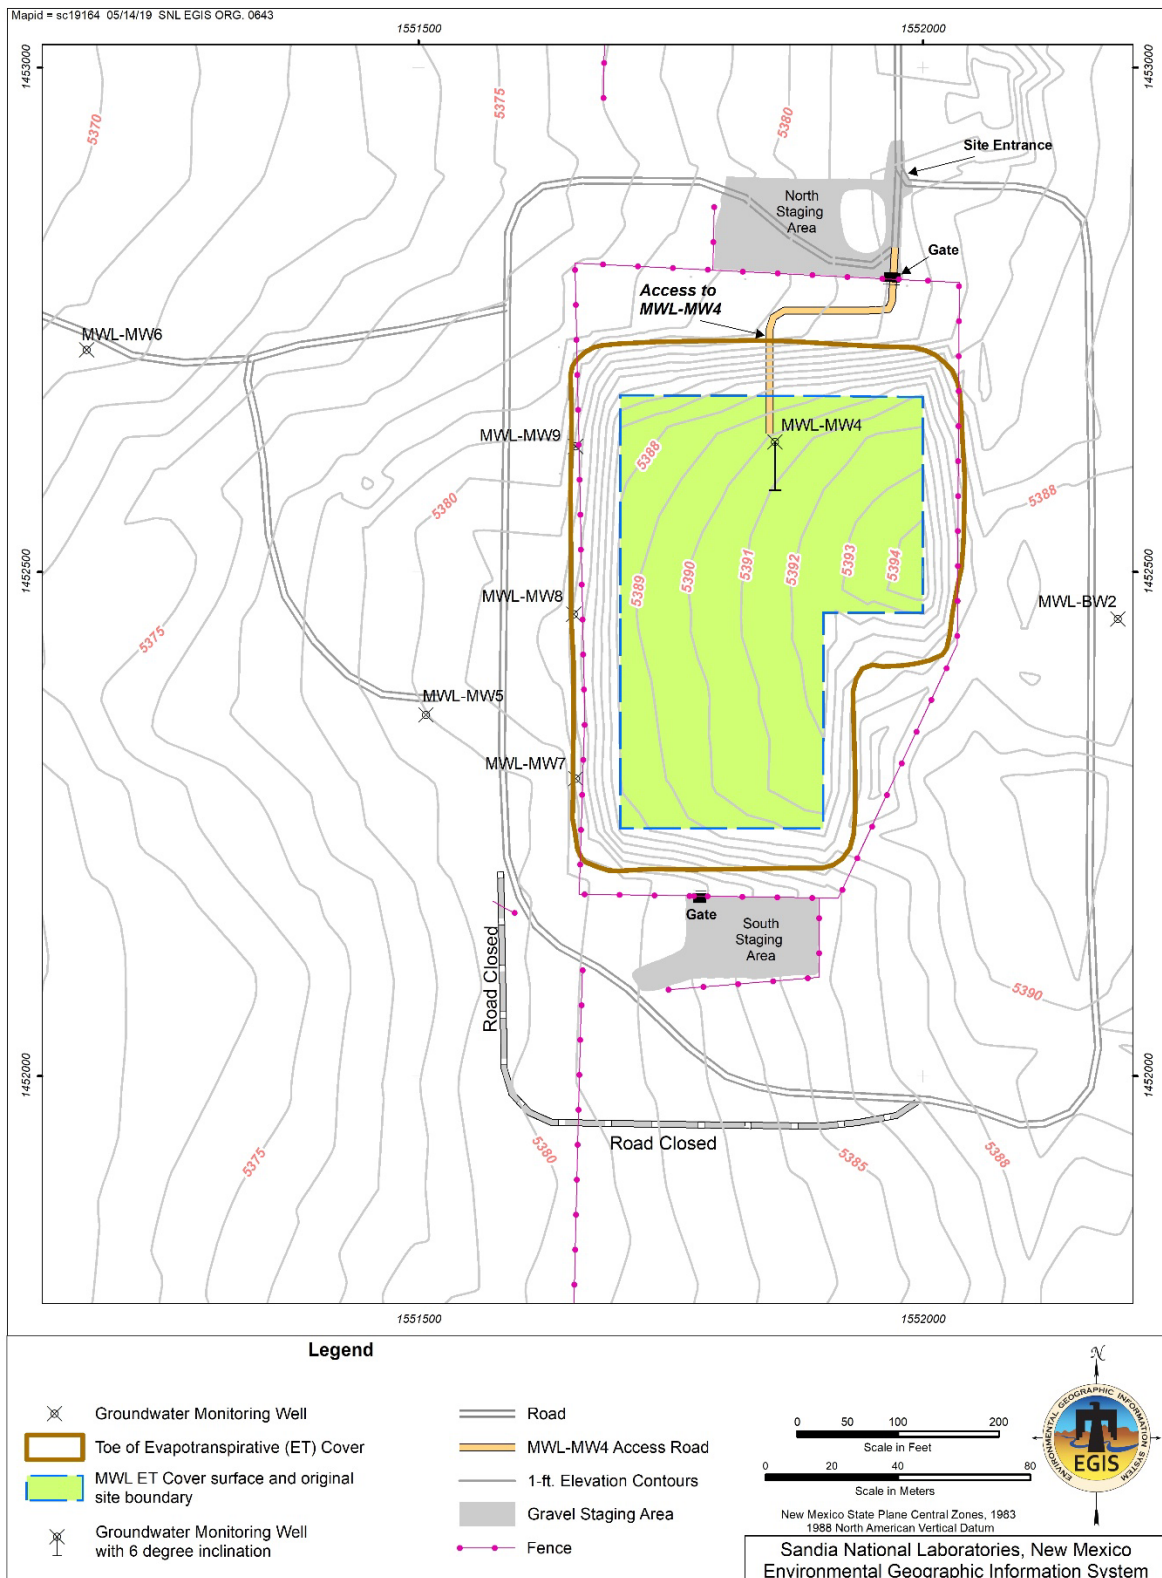 Mapid = sc19164 05/14/19 SNL EGIS ORG. 0643
1551500
1552000
1453000
1453000
5370
5375
5375
5380
Site Entrance
North
Staging
Area
Gate
Access to
MWL-MW4
MWL-MW6
MWL-MW9
MWL-MW4
5388
5388
5380
1452500
1452500
5389
5390
5391
5392
5393
5394
MWL-MW8
MWL-BW2
5375
MWL-MW5
MWL-MW7
Gate
South
Staging
Area
Road Closed
5390
1452000
1452000
5375
5380
Road Closed
5385
5388
1551500
1552000
Legend
Groundwater Monitoring Well
Toe of Evapotranspirative (ET) Cover
MWL ET Cover surface and original
site boundary
Groundwater Monitoring Well
with 6 degree inclination
Road
MWL-MW4 Access Road
1-ft. Elevation Contours
Gravel Staging Area
Fence
0 50 100 200
Scale in Feet
0 20 40 80
Scale in Meters
New Mexico State Plane Central Zones, 1983
1988 North American Vertical Datum
N
ENVIRONMENTAL GEOGRAPHIC INFORMATION SYSTEM
EGIS
Sandia National Laboratories, New Mexico
Environmental Geographic Information System